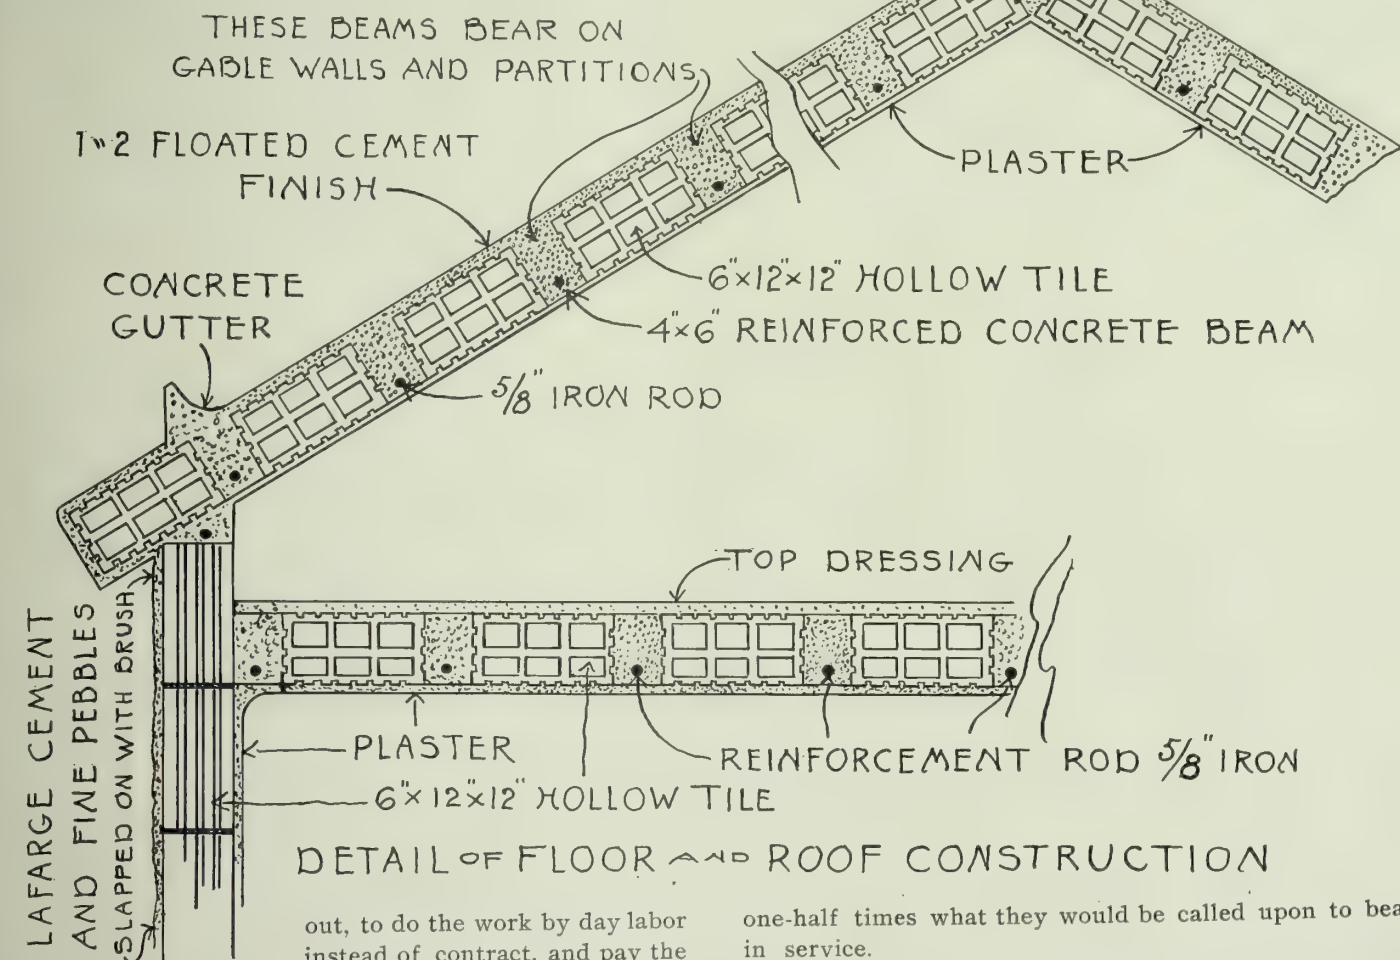 THESE BEAMS BEAR ON
GABLE WALLS AND PARTITIONS
1"2 FLOATED CEMENT
FINISH
PLASTER
CONCRETE
GUTTER
6"x12"x12" HOLLOW TILE
4"x6" REINFORCED CONCRETE BEAM
5/8" IRON ROD
TOP DRESSING
LAFARGE CEMENT
AND FINE PEBBLES
SLAPPED ON WITH BRUSH
PLASTER
REINFORCEMENT ROD 5/8" IRON
6"x12"x12" HOLLOW TILE
DETAIL OF FLOOR AND ROOF CONSTRUCTION
out, to do the work by day labor
instead of contract, and pay the
one-half times what they would be called upon to bea
in service.